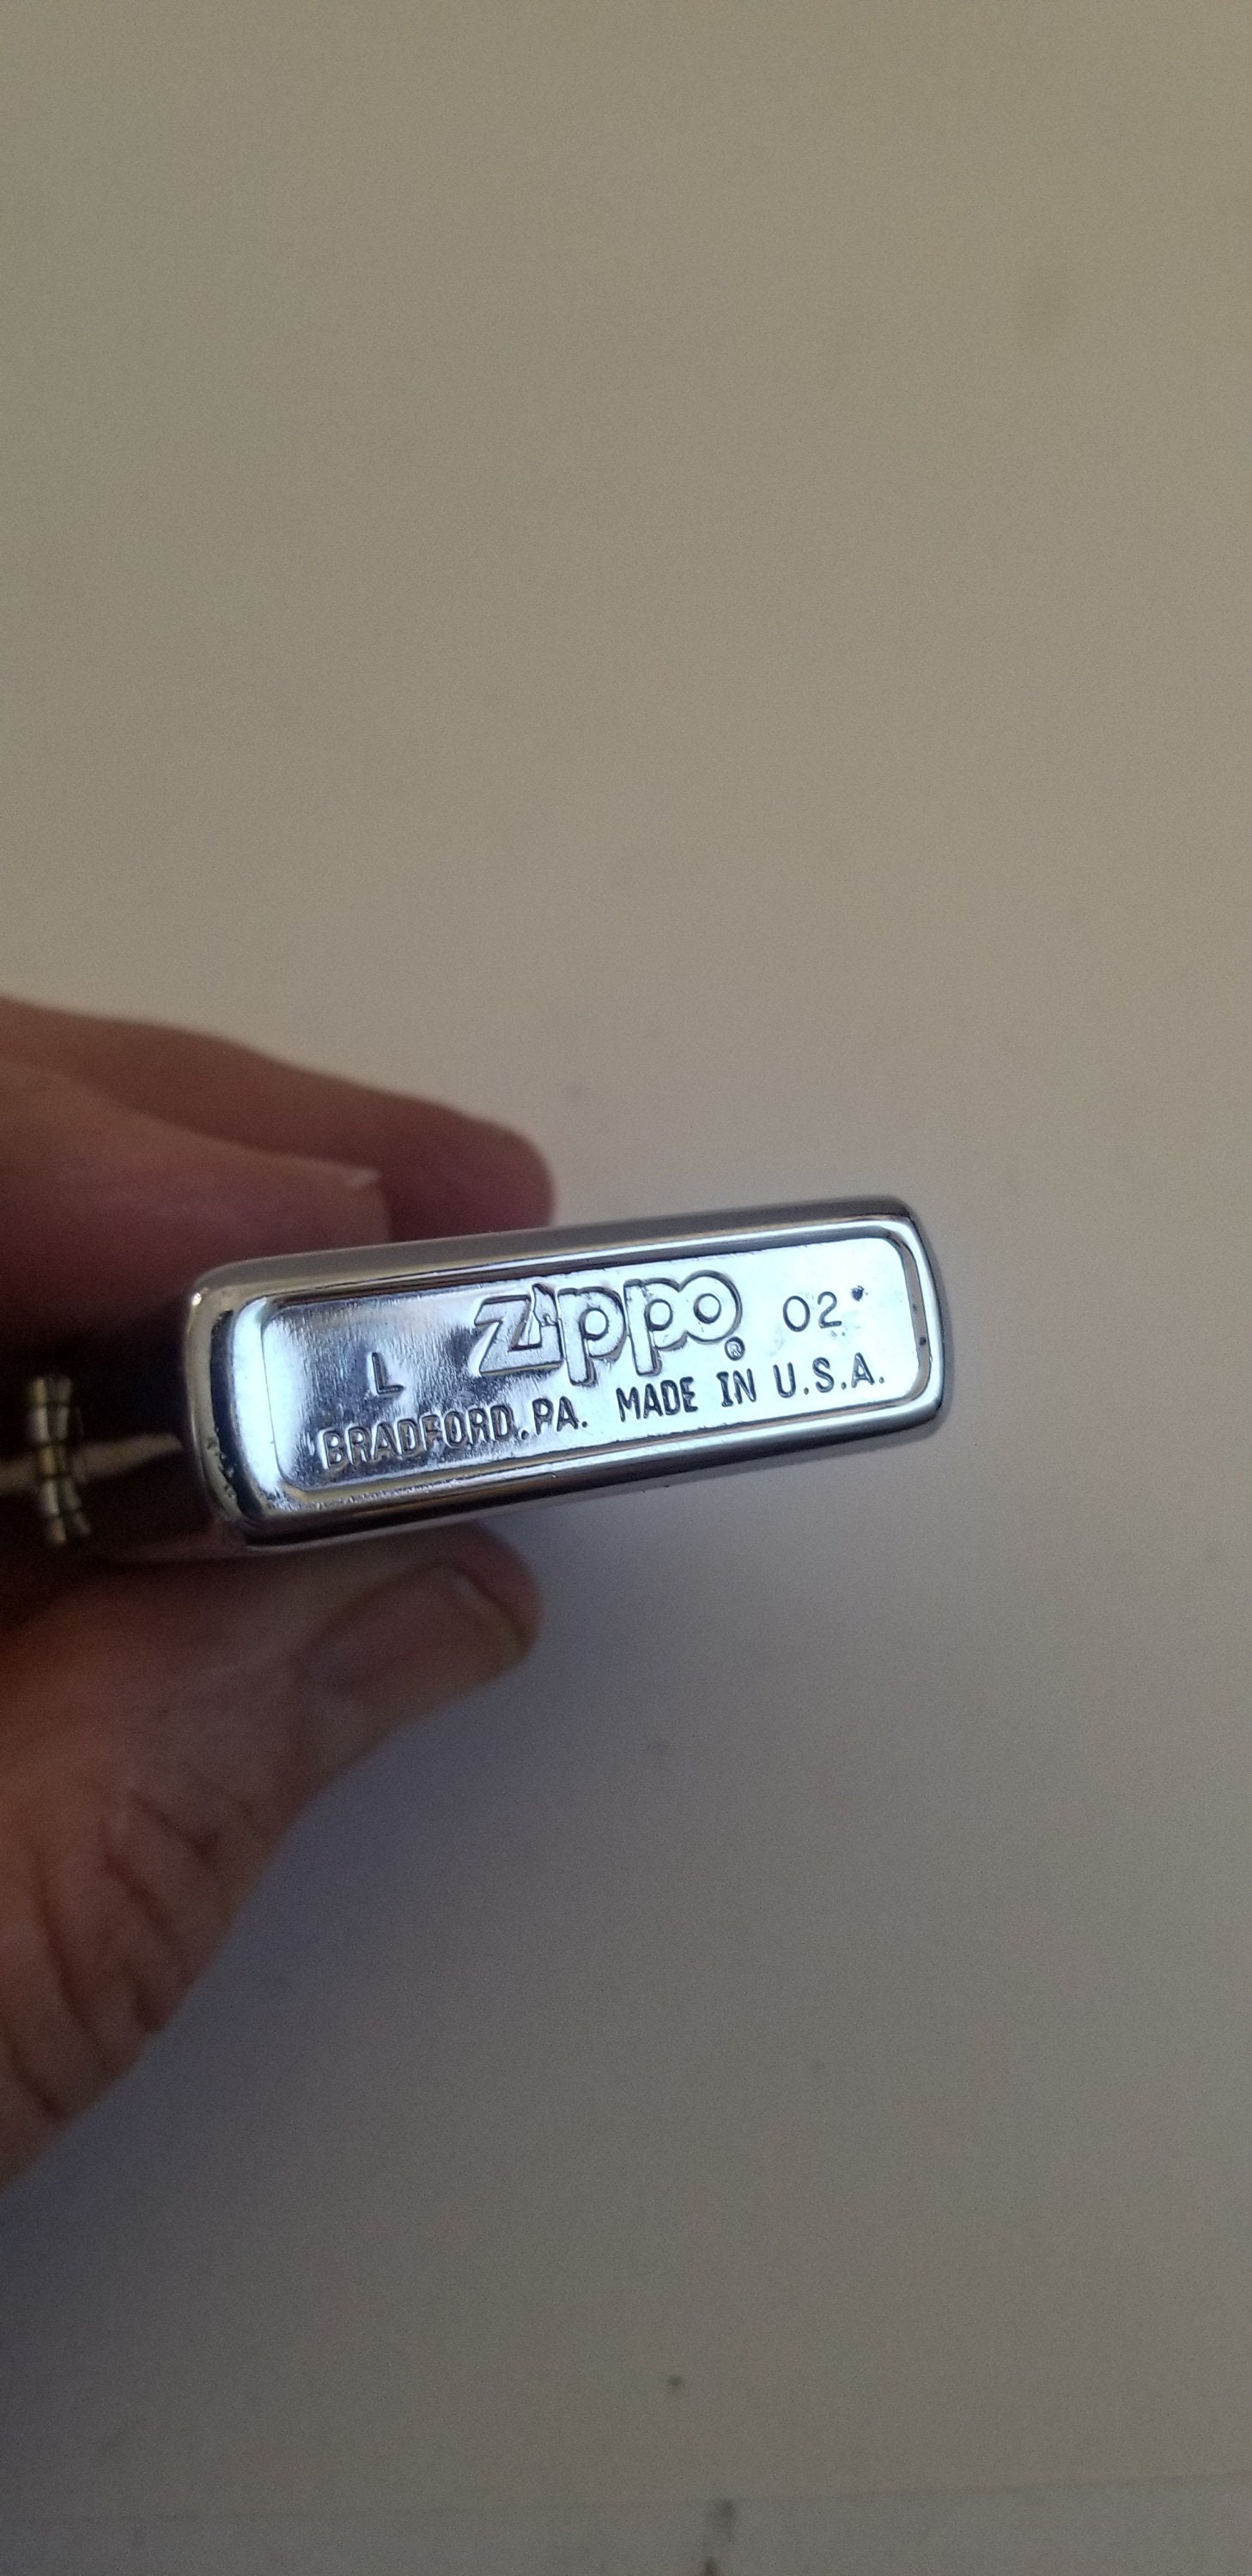 L zippo® 02
BRADFORD, PA. MADE IN U.S.A.